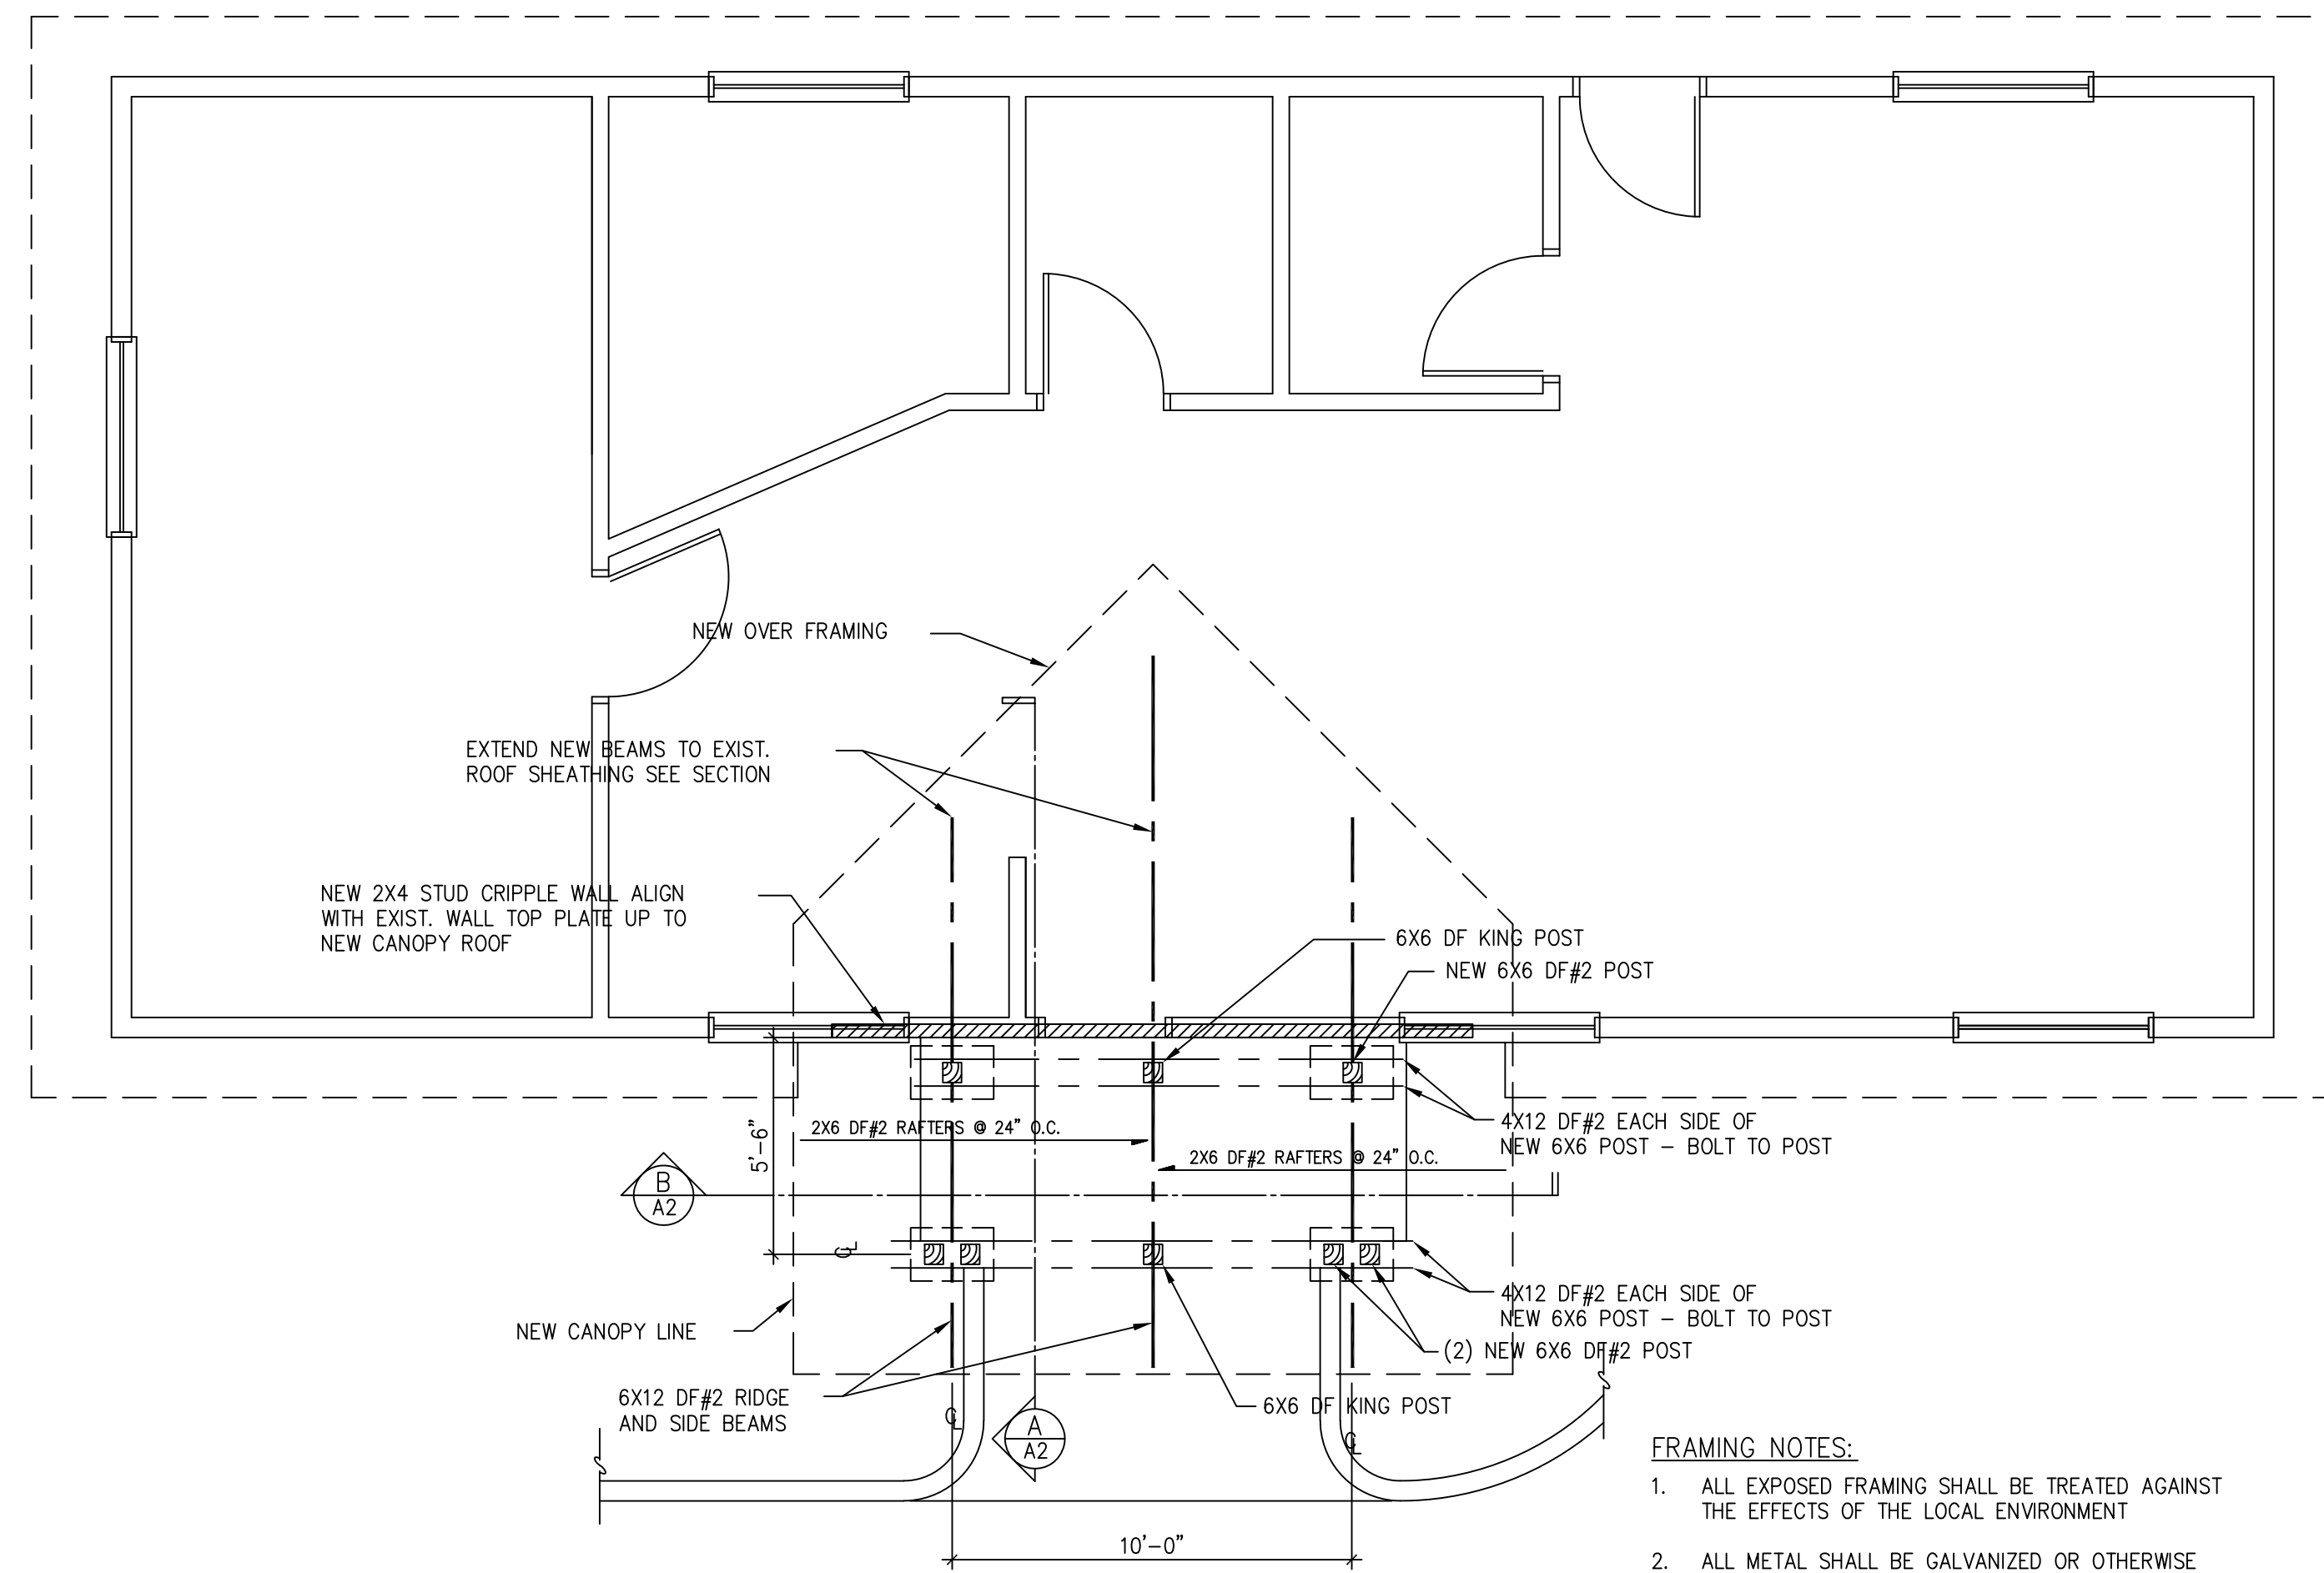 NEW OVER FRAMING
EXTEND NEW BEAMS TO EXIST.
ROOF SHEATHING SEE SECTION
NEW 2X4 STUD CRIPPLE WALL ALIGN
WITH EXIST. WALL TOP PLATE UP TO
NEW CANOPY ROOF
6X6 DF KING POST
NEW 6X6 DF#2 POST
5'-6"
2X6 DF#2 RAFTERS @ 24" O.C.
2X6 DF#2 RAFTERS @ 24" O.C.
4X12 DF#2 EACH SIDE OF
NEW 6X6 POST – BOLT TO POST
B
A2
CL
4X12 DF#2 EACH SIDE OF
NEW 6X6 POST – BOLT TO POST
NEW CANOPY LINE
(2) NEW 6X6 DF#2 POST
6X12 DF#2 RIDGE
AND SIDE BEAMS
6X6 DF KING POST
CL
A
A2
CL
10'-0"
FRAMING NOTES:
1. ALL EXPOSED FRAMING SHALL BE TREATED AGAINST
THE EFFECTS OF THE LOCAL ENVIRONMENT
2. ALL METAL SHALL BE GALVANIZED OR OTHERWISE